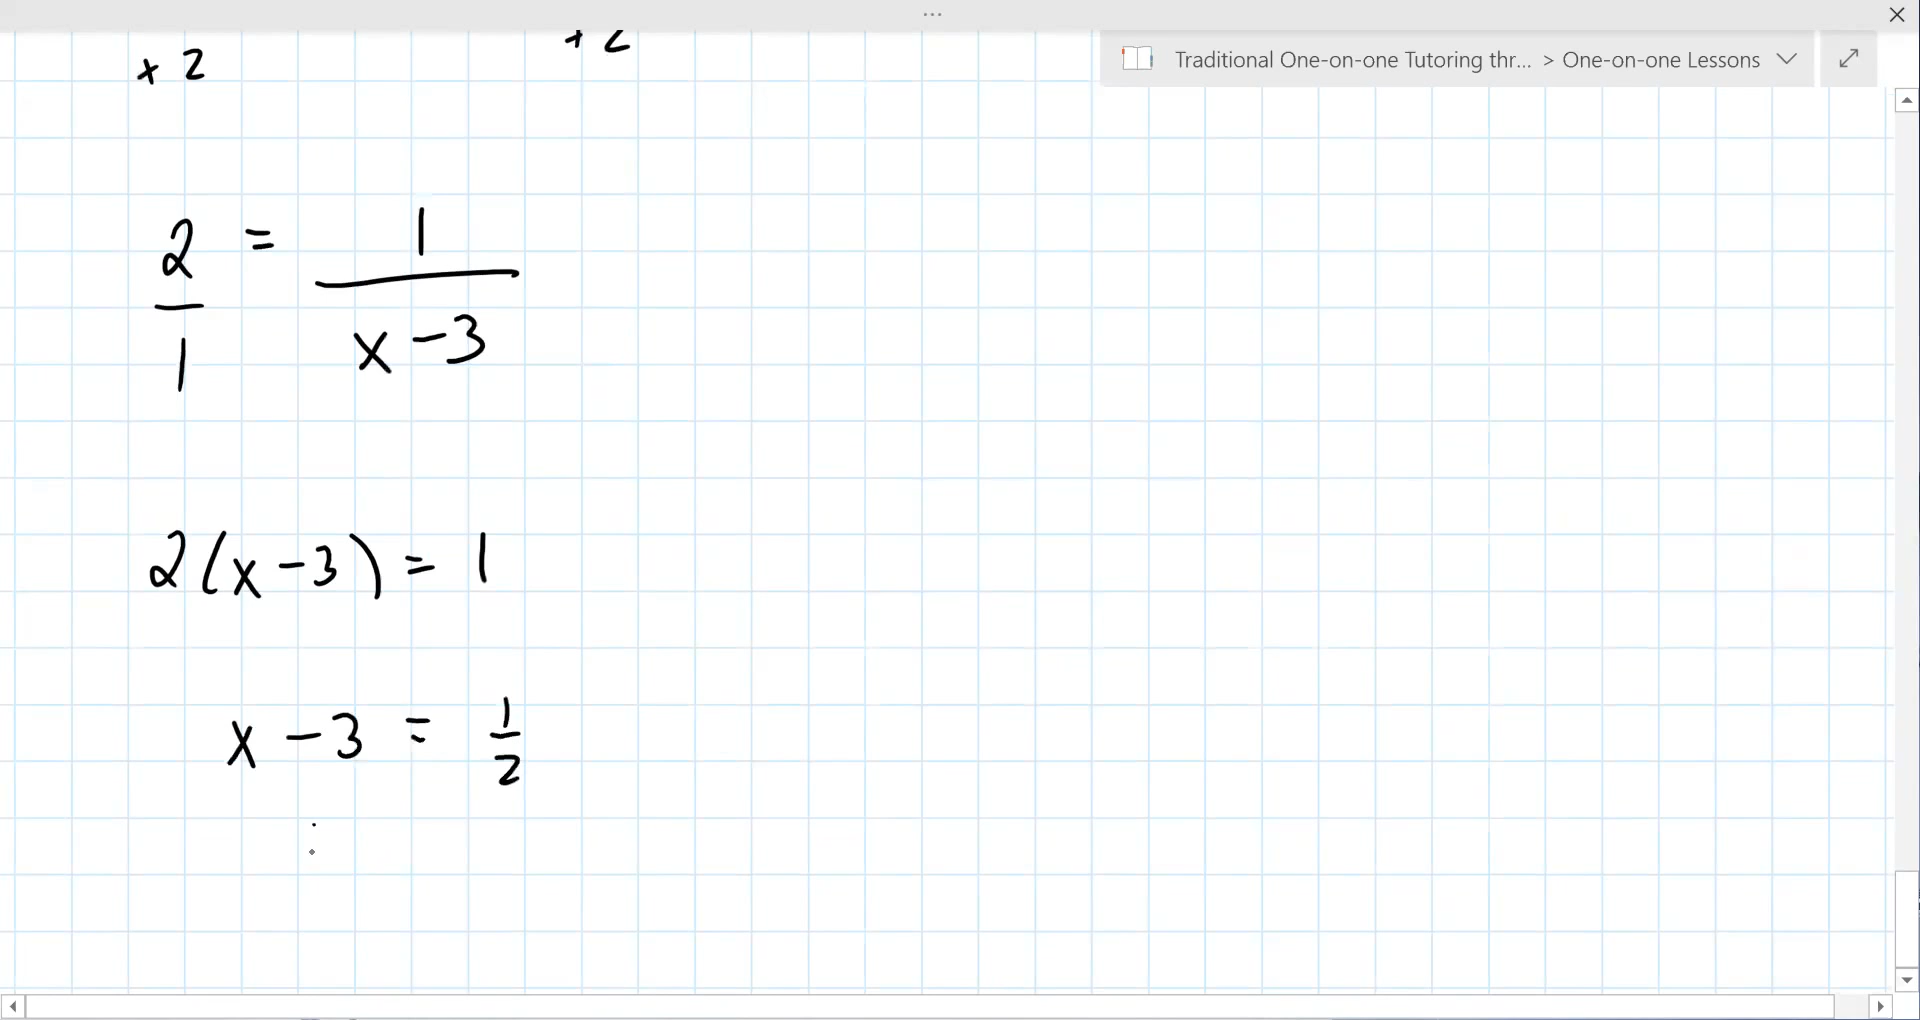 ...
Traditional One-on-one Tutoring thr... > One-on-one Lessons
+ 2 + 2
2/1 = 1/(x-3)
2(x-3) = 1
x - 3 = 1/2